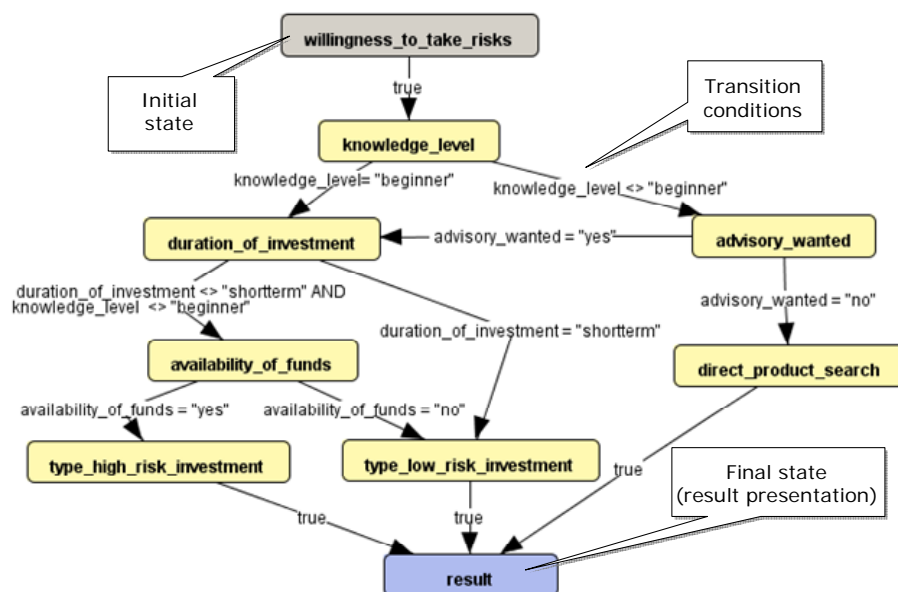 willingness_to_take_risks
Initial
state
true
Transition
conditions
knowledge_level
knowledge_level= "beginner"
knowledge_level <> "beginner"
duration_of_investment
advisory_wanted = "yes"
advisory_wanted
duration_of_investment <> "shortterm" AND
knowledge_level <> "beginner"
advisory_wanted = "no"
duration_of_investment = "shortterm"
availability_of_funds
direct_product_search
availability_of_funds = "yes"
availability_of_funds = "no"
type_high_risk_investment
type_low_risk_investment
true
Final state
(result presentation)
true
true
result